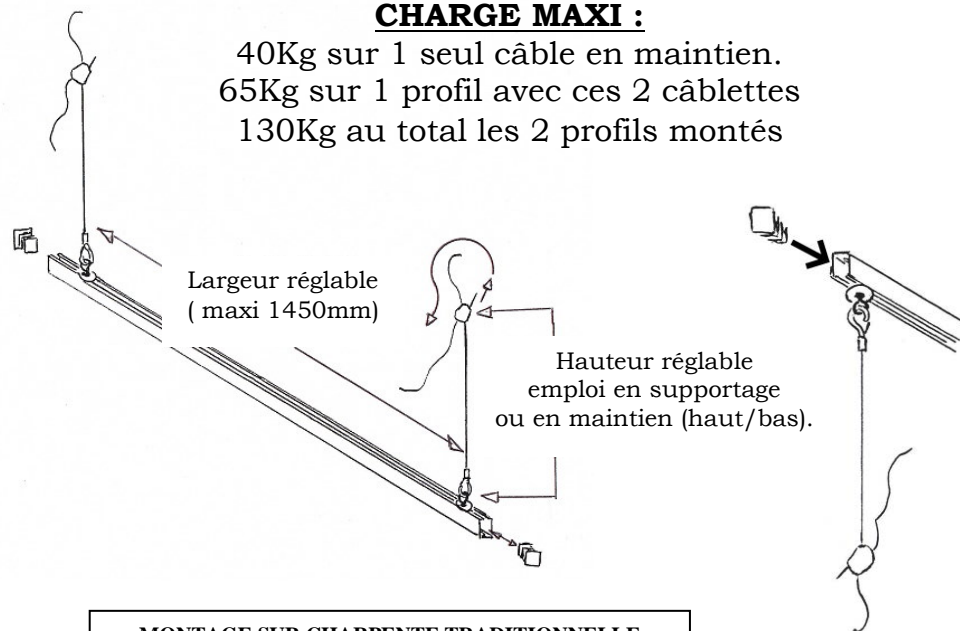 CHARGE MAXI :
40Kg sur 1 seul câble en maintien.
65Kg sur 1 profil avec ces 2 câblettes
130Kg au total les 2 profils montés
Largeur réglable
( maxi 1450mm)
Hauteur réglable
emploi en supportage
ou en maintien (haut/bas).
MONTAGE SUR CHARPENTE TRADITIONNELLE